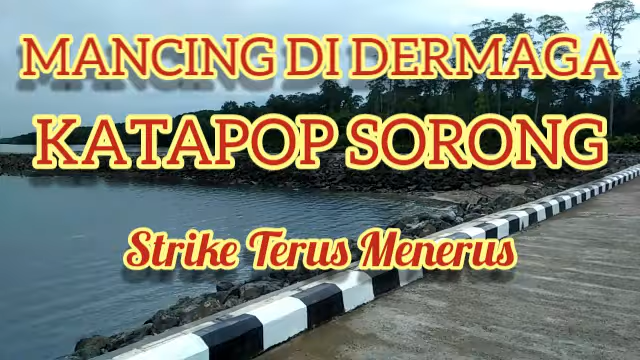 MANCING DI DERMAGA
KATAPOP SORONG
Strike Terus Menerus